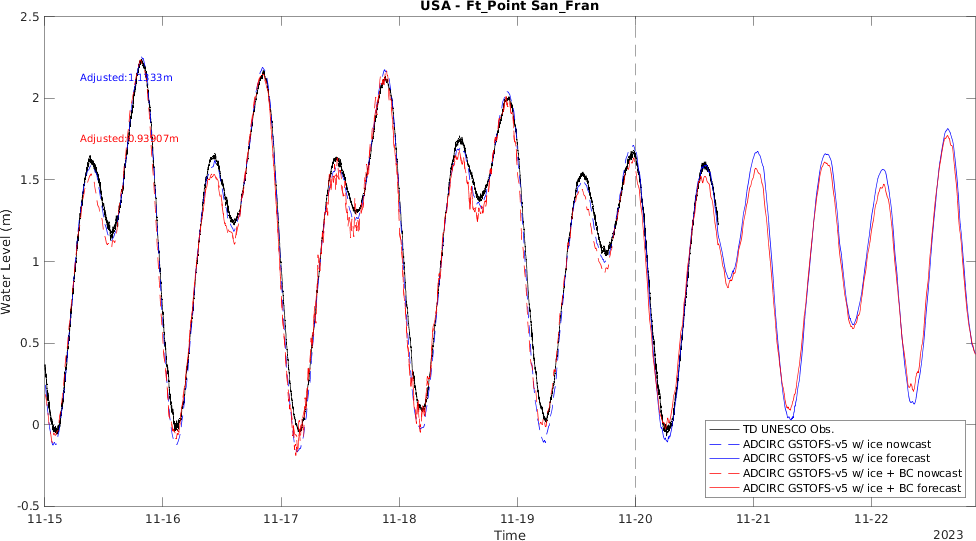 USA - Ft_Point San_Fran
2.5
2
1.5
1
0.5
0
-0.5
Water Level (m)
Adjusted:1.1333m
Adjusted:0.93907m
TD UNESCO Obs.
ADCIRC GSTOFS-v5 w/ ice nowcast
ADCIRC GSTOFS-v5 w/ ice forecast
ADCIRC GSTOFS-v5 w/ ice + BC nowcast
ADCIRC GSTOFS-v5 w/ ice + BC forecast
11-15 11-16 11-17 11-18 11-19 11-20 11-21 11-22
Time
2023